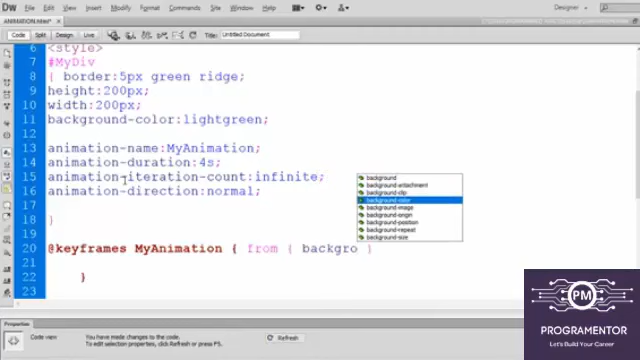 Dw File Edit View Insert Modify Format Commands Site Window Help Designer
ANIMATION.html*
Code Split Design Live Title: Untitled Document
6 <style>
7 #MyDiv
8 { border:5px green ridge;
9 height:200px;
10 width:200px;
11 background-color:lightgreen;
12
13 animation-name:MyAnimation;
14 animation-duration:4s;
15 animation-iteration-count:infinite;
16 animation-direction:normal;
17
18 }
19
20 @keyframes MyAnimation { from { backgro }
21
22 }
23
background
background-attachment
background-clip
background-color
background-image
background-origin
background-position
background-repeat
background-size
PM
PROGRAMENTOR
Let's Build Your Career
Properties
Code view
You have made changes to the code.
To edit selection properties, click Refresh or press F5.
Refresh